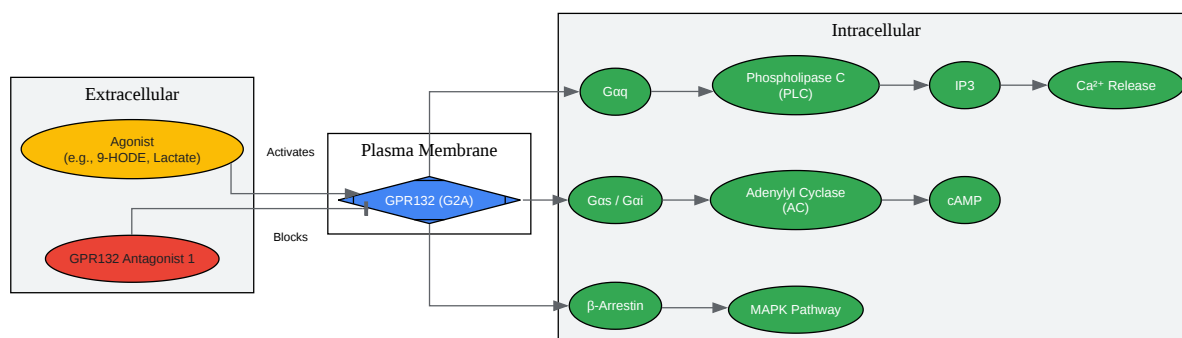 Extracellular
Agonist
(e.g., 9-HODE, Lactate)
GPR132 Antagonist 1
Activates
Blocks
Plasma Membrane
GPR132 (G2A)
Intracellular
Gαq
Phospholipase C
(PLC)
IP3
Ca²⁺ Release
Gαs / Gαi
Adenylyl Cyclase
(AC)
cAMP
β-Arrestin
MAPK Pathway